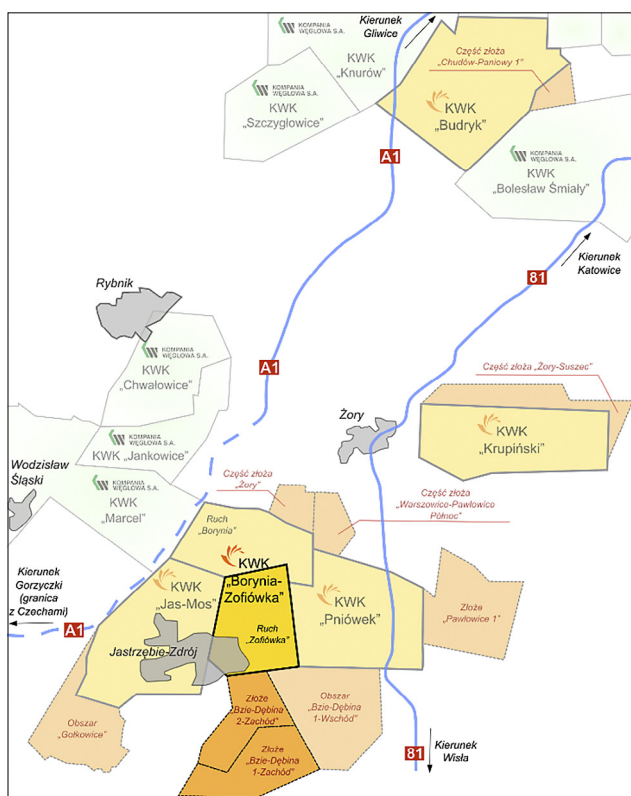 Kierunek
Gliwice
KOMPANIA
WĘGLOWA S.A.
KWK
„Knurów"
Część złoża
„Chudów-Paniowy 1"
KOMPANIA
WĘGLOWA S.A.
KWK
„Szczygłowice"
KWK
„Budryk"
A1
KOMPANIA
WĘGLOWA S.A.
KWK
„Bolesław Śmiały"
Kierunek
Katowice
81
Rybnik
KOMPANIA
WĘGLOWA S.A.
KWK
„Chwałowice"
A1
Część złoża „Żory-Suszec"
Żory
KWK
„Krupiński"
KOMPANIA
WĘGLOWA S.A.
KWK „Jankowice"
Wodzisław
Śląski
KOMPANIA
WĘGLOWA S.A.
KWK
„Marcel"
Część złoża
„Żory"
Część złoża
„Warszowice-Pawłowice
Północ"
Ruch
„Borynia"
KWK
„Borynia-
Zofiówka"
Ruch
„Zofiówka"
Kierunek
Gorzyczki
(granica
z Czechami)
A1
KWK
„Jas-Mos"
KWK
„Pniówek"
Złoże
„Pawłowice 1"
Jastrzębie-Zdrój
Obszar
„Gołkowice"
Złoże
„Bzie-Dębina
2-Zachód"
Obszar
„Bzie-Dębina
1-Wschód"
Złoże
„Bzie-Dębina
1-Zachód"
81
Kierunek
Wisła